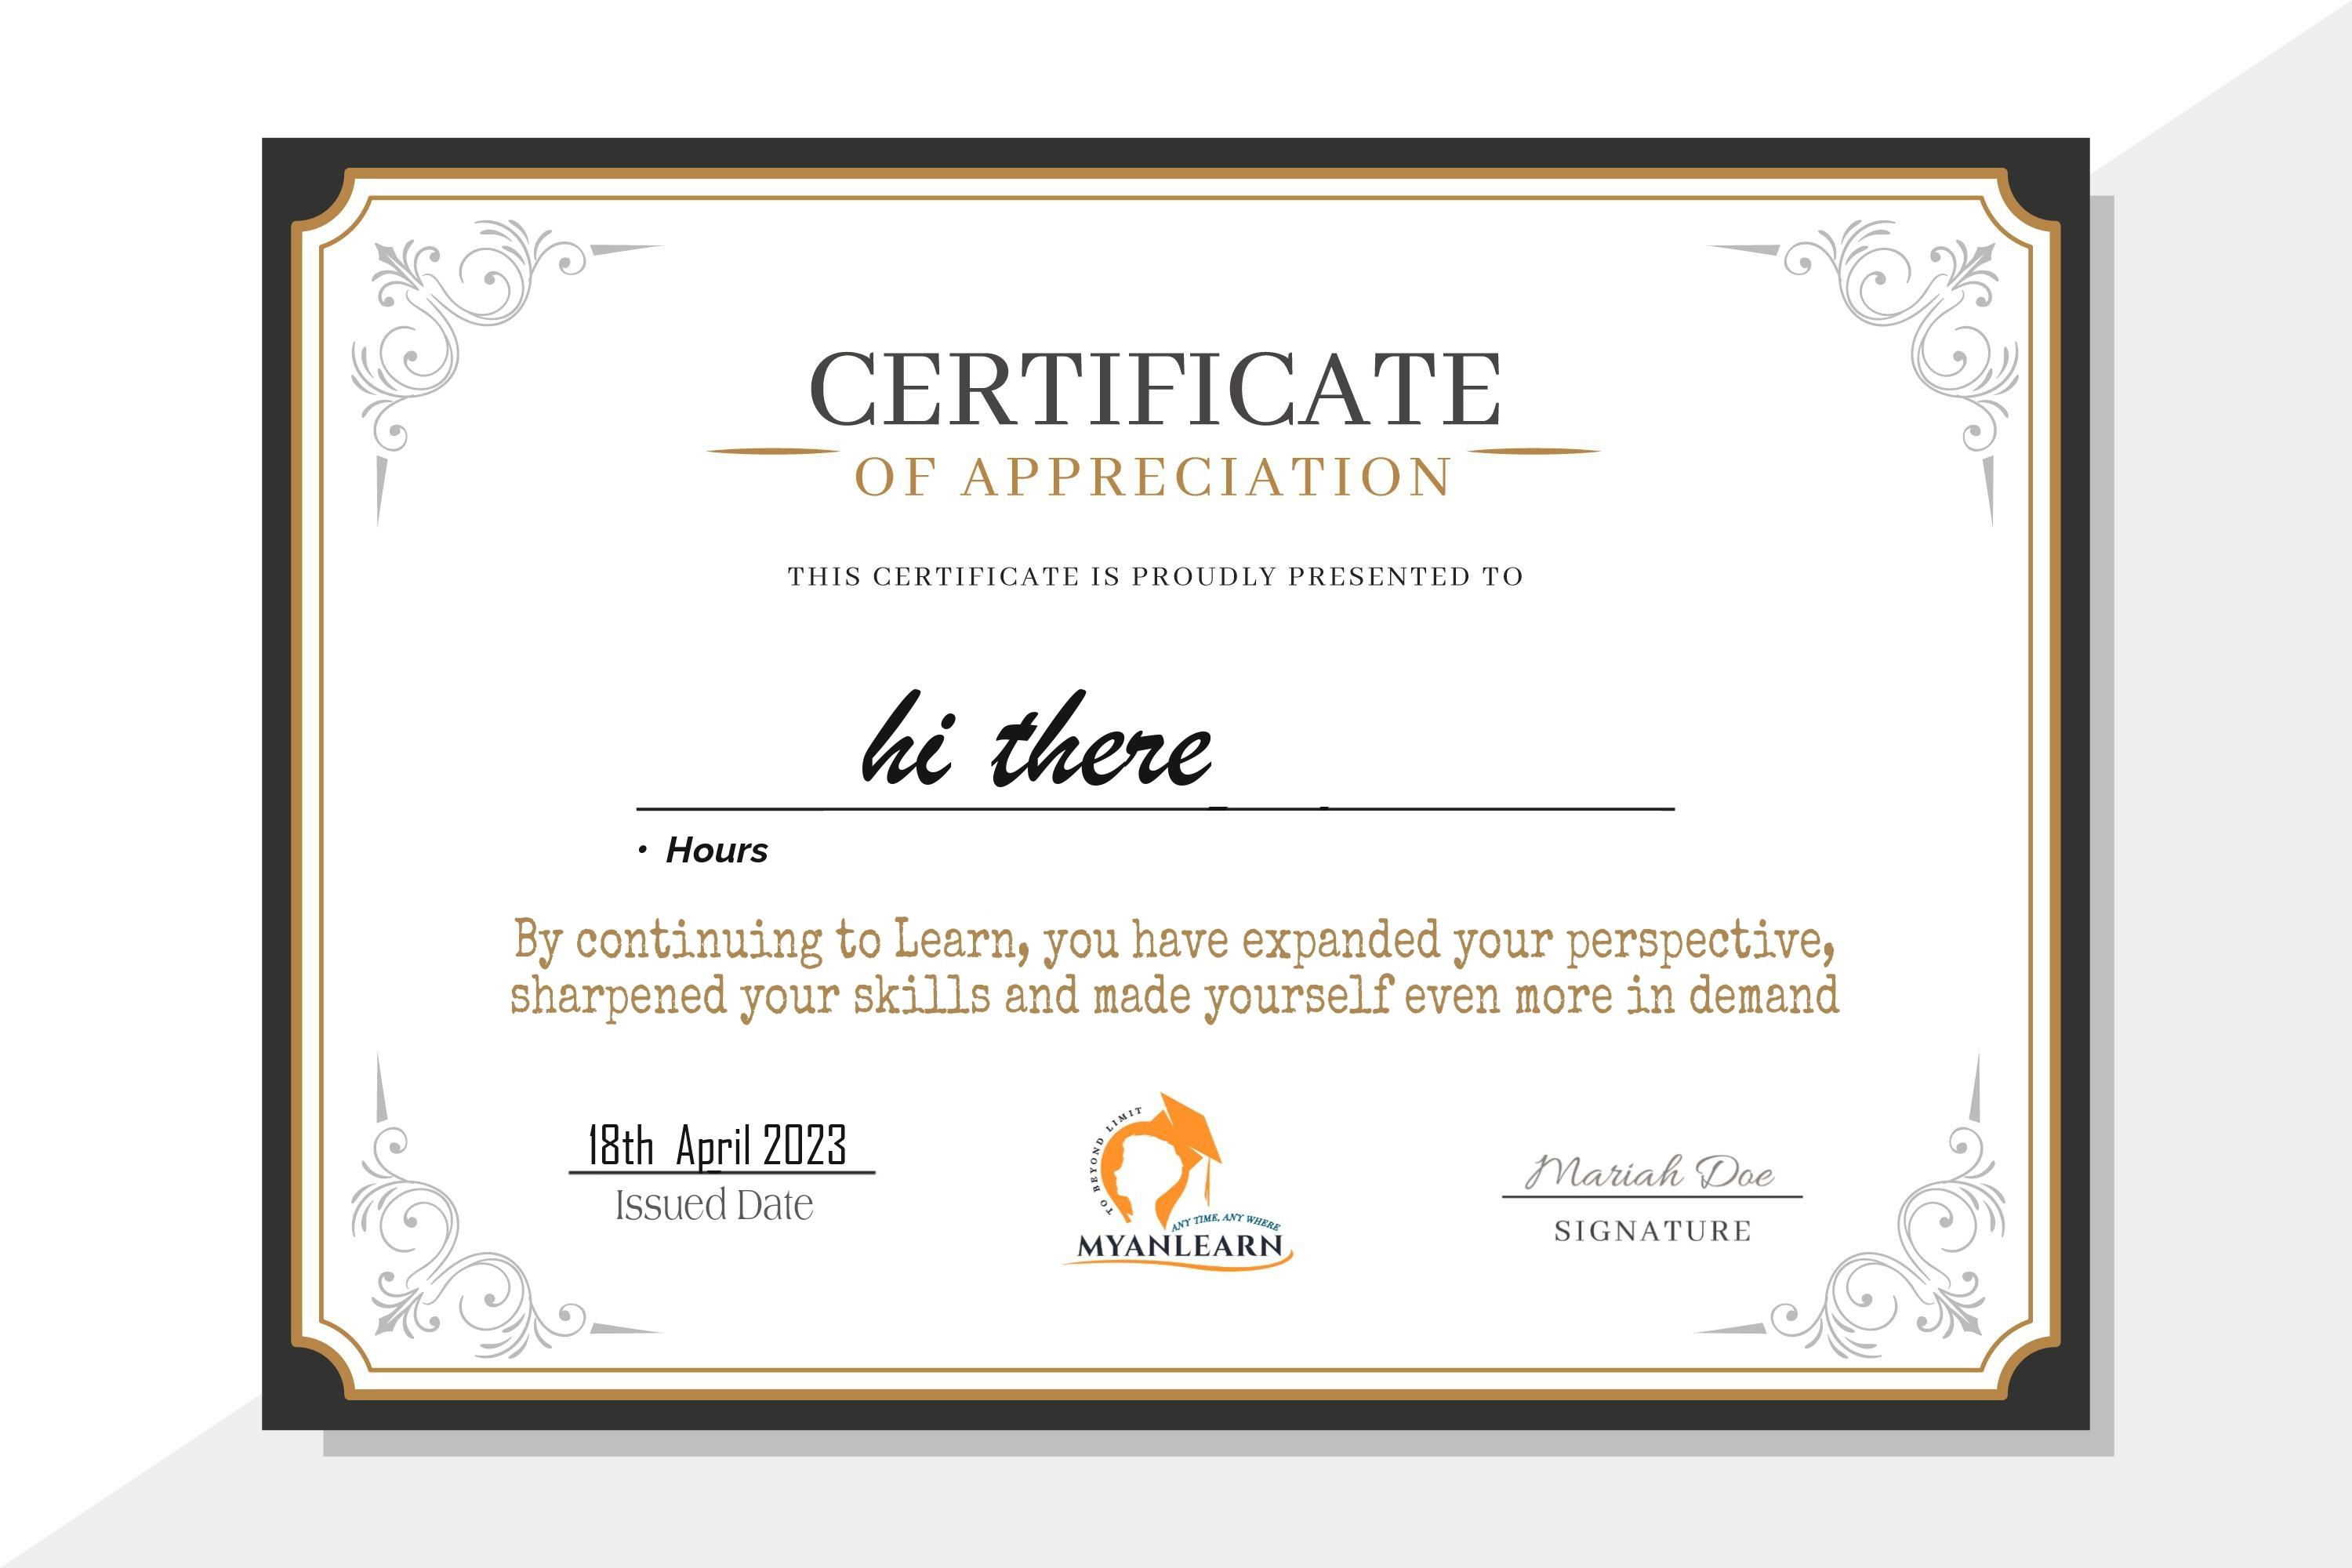 CERTIFICATE
OF APPRECIATION
THIS CERTIFICATE IS PROUDLY PRESENTED TO
hi there
• Hours
By continuing to Learn, you have expanded your perspective,
sharpened your skills and made yourself even more in demand
18th April 2023
Issued Date
TO BEYOND LIMIT
ANY TIME, ANY WHERE
MYANLEARN
Mariah Doe
SIGNATURE